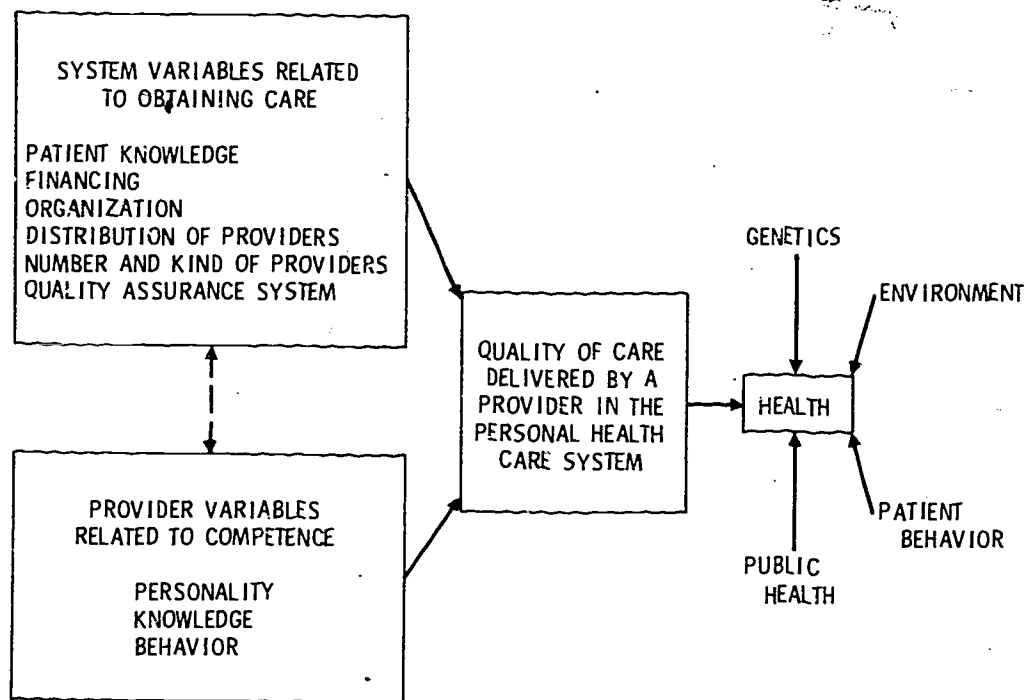 SYSTEM VARIABLES RELATED
TO OBTAINING CARE
PATIENT KNOWLEDGE
FINANCING
ORGANIZATION
DISTRIBUTION OF PROVIDERS
NUMBER AND KIND OF PROVIDERS
QUALITY ASSURANCE SYSTEM
PROVIDER VARIABLES
RELATED TO COMPETENCE
PERSONALITY
KNOWLEDGE
BEHAVIOR
QUALITY OF CARE
DELIVERED BY A
PROVIDER IN THE
PERSONAL HEALTH
CARE SYSTEM
GENETICS
ENVIRONMENT
HEALTH
PATIENT
BEHAVIOR
PUBLIC
HEALTH